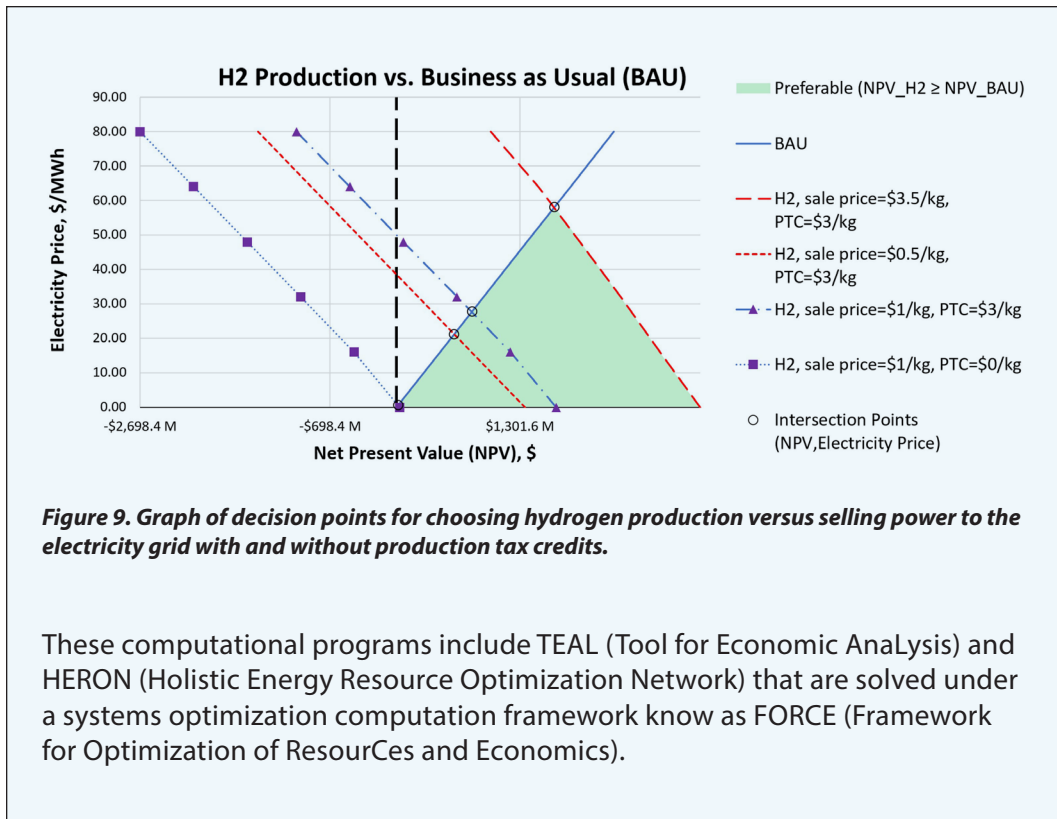 H2 Production vs. Business as Usual (BAU)
90.00
80.00
70.00
60.00
50.00
40.00
30.00
20.00
10.00
0.00
Electricity Price, $/MWh
-$2,698.4 M
-$698.4 M
$1,301.6 M
Net Present Value (NPV), $
Preferable (NPV_H2 ≥ NPV_BAU)
BAU
H2, sale price=$3.5/kg,
PTC=$3/kg
H2, sale price=$0.5/kg,
PTC=$3/kg
H2, sale price=$1/kg, PTC=$3/kg
H2, sale price=$1/kg, PTC=$0/kg
Intersection Points
(NPV,Electricity Price)
Figure 9. Graph of decision points for choosing hydrogen production versus selling power to the
electricity grid with and without production tax credits.
These computational programs include TEAL (Tool for Economic AnaLysis) and
HERON (Holistic Energy Resource Optimization Network) that are solved under
a systems optimization computation framework know as FORCE (Framework
for Optimization of ResourCes and Economics).